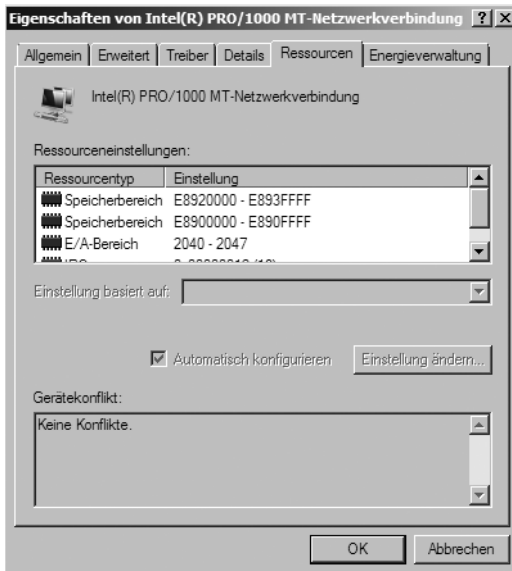 Eigenschaften von Intel(R) PRO/1000 MT-Netzwerkverbindung ? X
Allgemein Erweitert Treiber Details Ressourcen Energieverwaltung
Intel(R) PRO/1000 MT-Netzwerkverbindung
Ressourceneinstellungen:
Ressourcentyp Einstellung
Speicherbereich E8920000 - E893FFFF
Speicherbereich E8900000 - E890FFFF
E/A-Bereich 2040 - 2047
Einstellung basiert auf:
Automatisch konfigurieren Einstellung ändern...
Gerätekonflikt:
Keine Konflikte.
OK Abbrechen